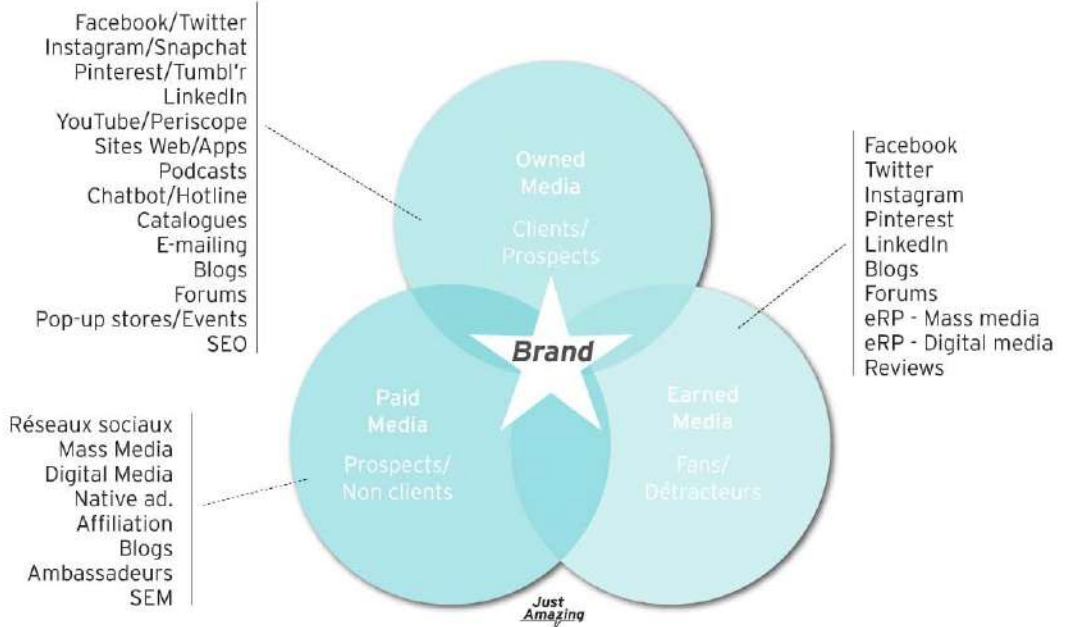 Facebook/Twitter
Instagram/Snapchat
Pinterest/Tumbl'r
LinkedIn
YouTube/Periscope
Sites Web/Apps
Podcasts
Chatbot/Hotline
Catalogues
E-mailing
Blogs
Forums
Pop-up stores/Events
SEO
Owned
Media
Clients/
Prospects
Facebook
Twitter
Instagram
Pinterest
LinkedIn
Blogs
Forums
eRP - Mass media
eRP - Digital media
Reviews
Brand
Réseaux sociaux
Mass Media
Digital Media
Native ad.
Affiliation
Blogs
Ambassadeurs
SEM
Paid
Media
Prospects/
Non clients
Earned
Media
Fans/
Détracteurs
Just
Amazing